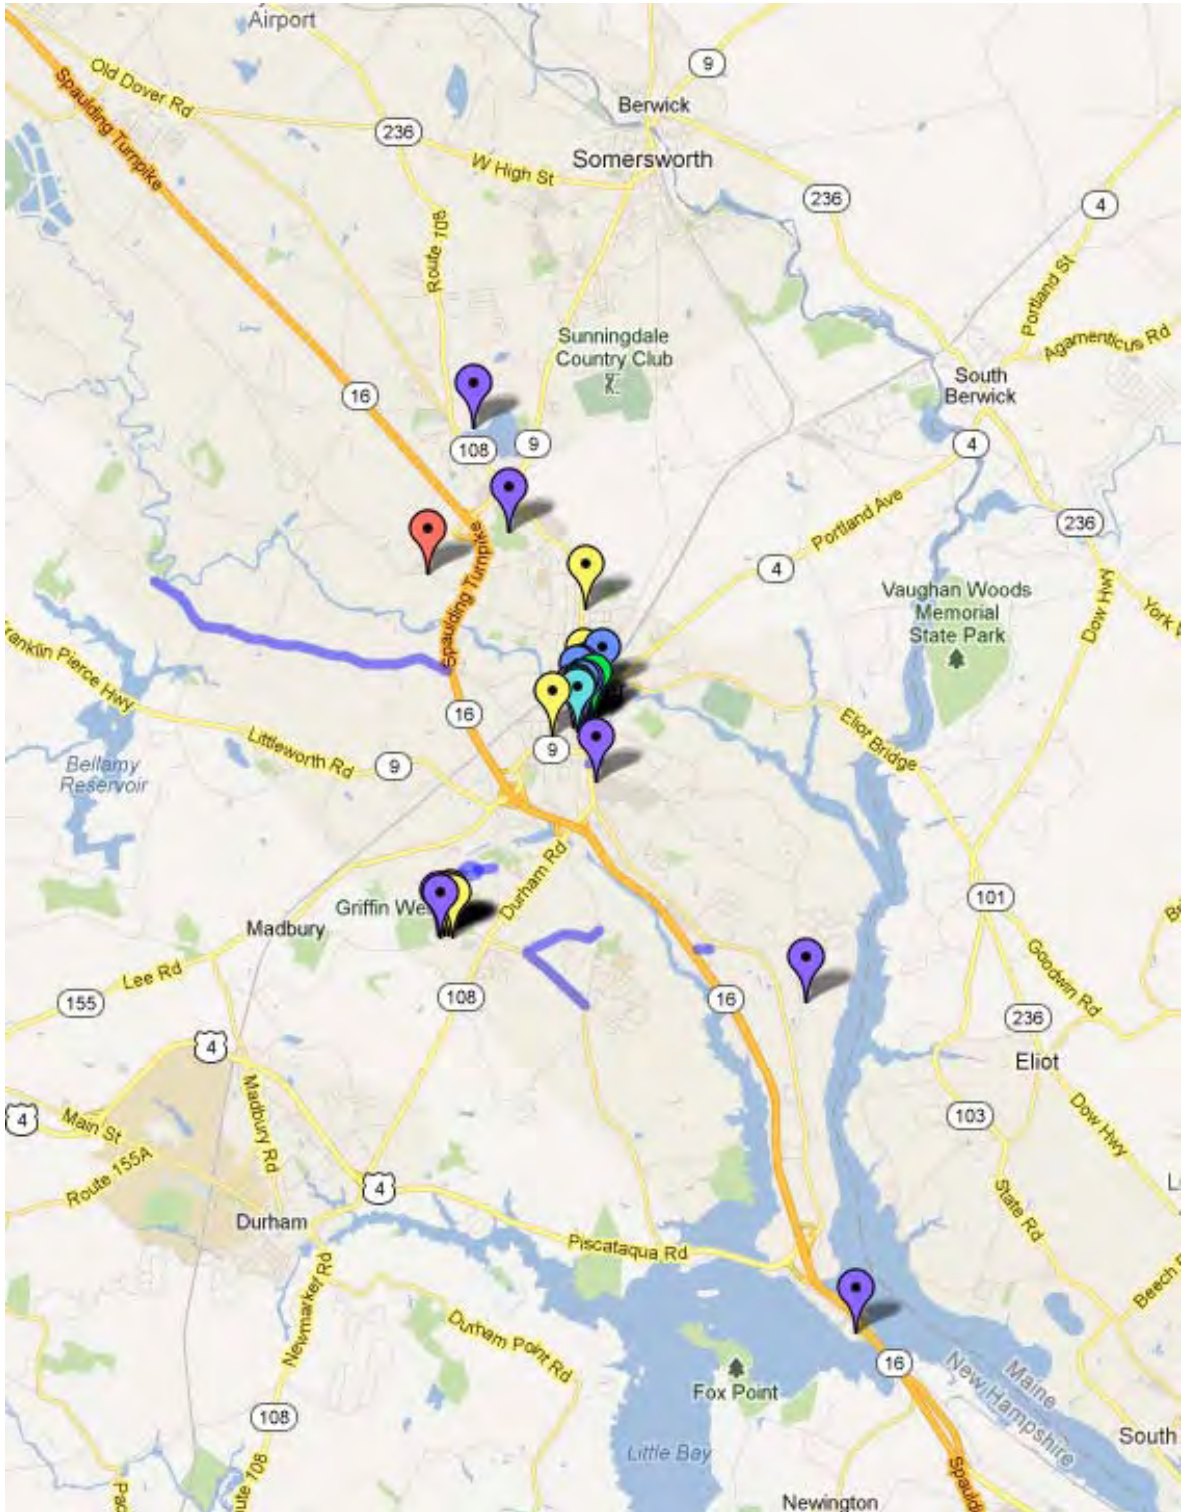 Airport
9
Old Dover Rd
Berwick
Spaulding Turnpike
236
W High St
Somersworth
236
4
Route 108
Portland St
Sunningdale
Country Club
Agamenticus Rd
16
South
Berwick
108
9
4
Portland Ave
236
Spaulding Turnpike
4
Vaughan Woods
Memorial
State Park
Dow Hwy
York
ranklin Pierce Hwy
16
Eliot Bridge
Littleworth Rd
9
9
Bellamy
Reservoir
Durham Rd
101
Griffin We
Madbury
Goodwin Rd
Lee Rd
155
108
16
236
4
Eliot
Madbury Rd
4
Main St
103
Dow Hwy
Route 155A
4
State Rd
Durham
Piscataqua Rd
Beech
Newmarket Rd
Durham Point Rd
16
Maine
New Hampshire
Fox Point
108
South
Little Bay
oute 108
Spauld
Newington